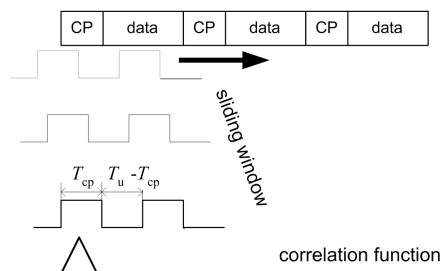 CP data CP data CP data
sliding window
T_cp T_u -T_cp
correlation function